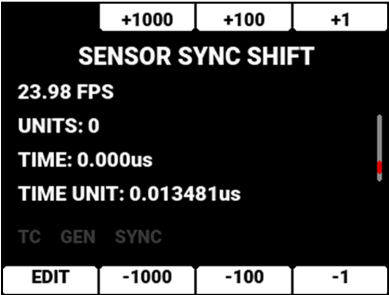 +1000 +100 +1
SENSOR SYNC SHIFT
23.98 FPS
UNITS: 0
TIME: 0.000us
TIME UNIT: 0.013481us
TC GEN SYNC
EDIT -1000 -100 -1